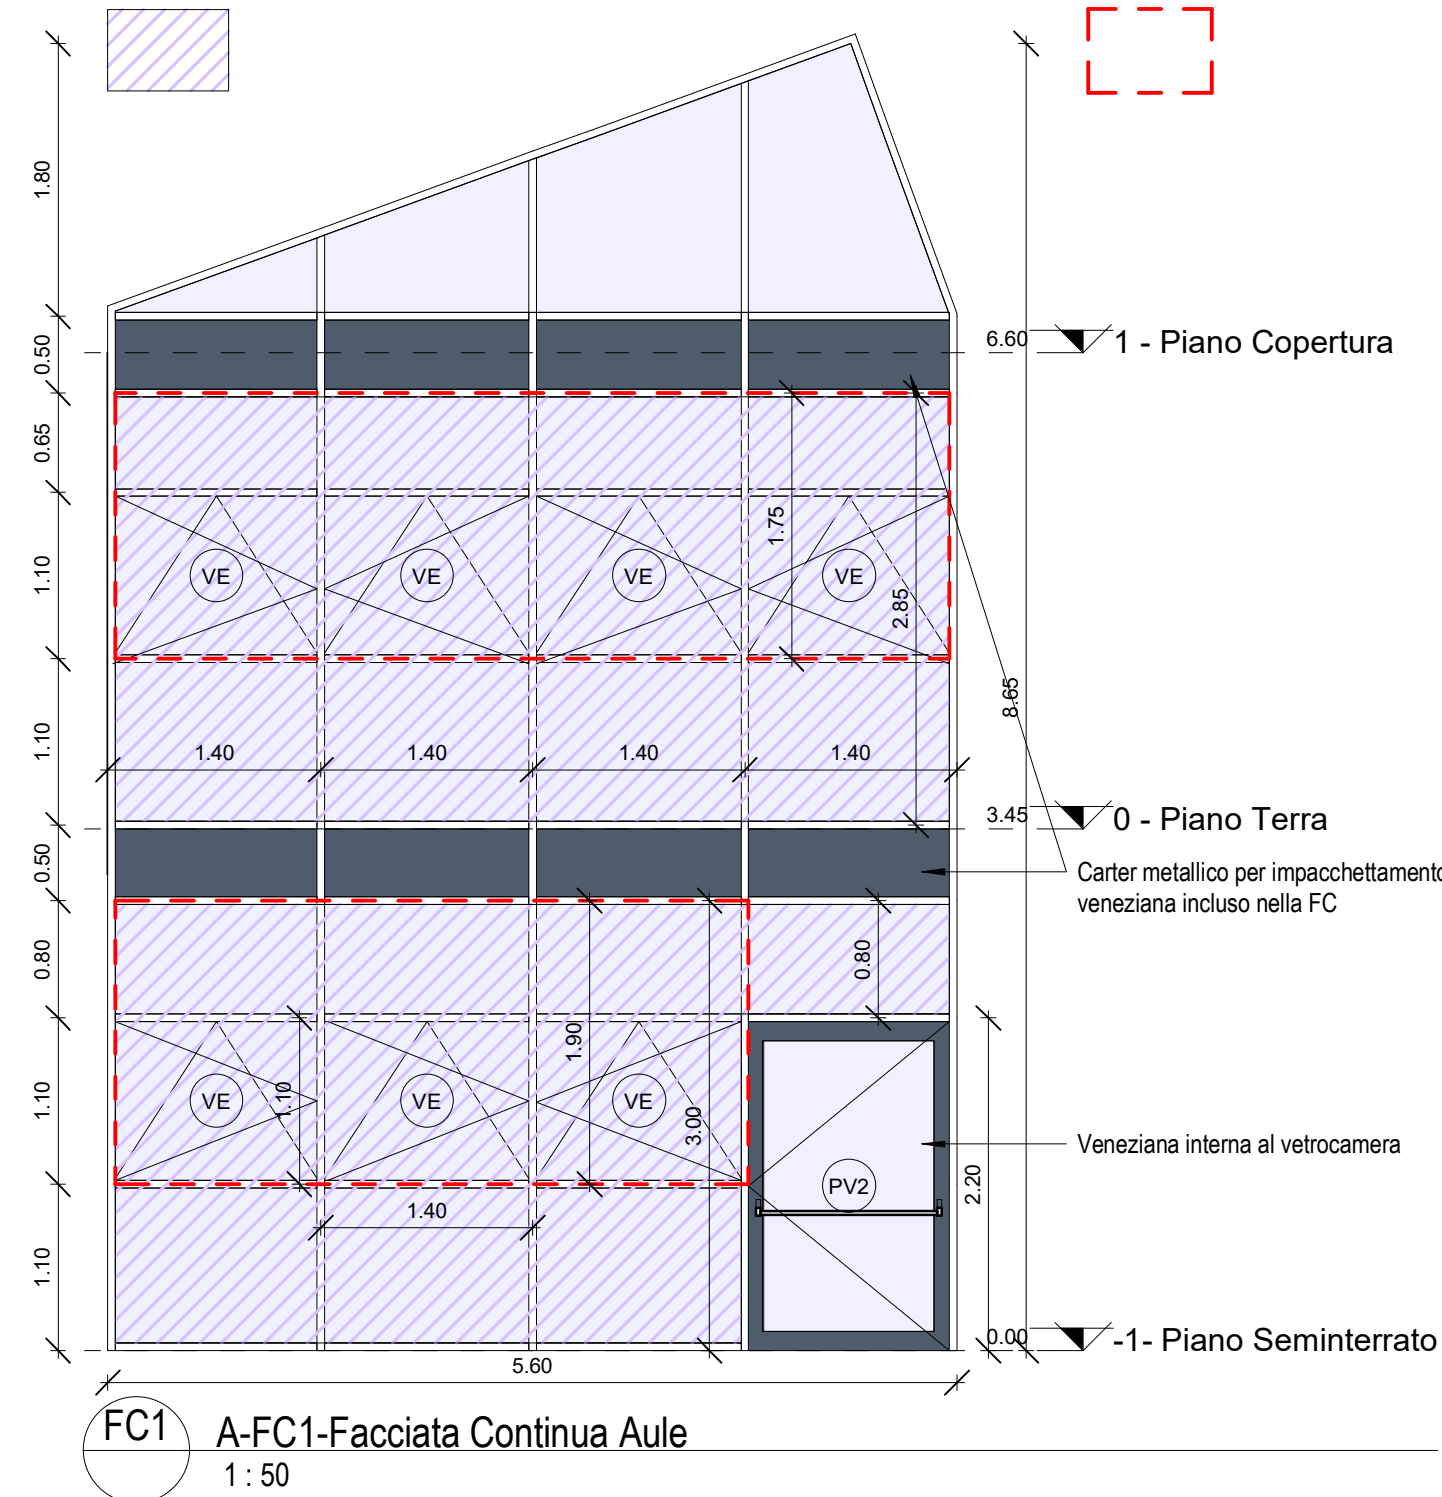 1.80
0.50
6.60
1 - Piano Copertura
0.65
1.75
1.10
VE
VE
VE
VE
2.85
8.65
1.10
1.40
1.40
1.40
1.40
3.45
0 - Piano Terra
0.50
Carter metallico per impacchettamento
veneziana incluso nella FC
0.80
0.80
1.90
1.10
1.10
VE
VE
VE
3.00
Veneziana interna al vetrocamera
2.20
PV2
1.40
1.10
0.00
-1- Piano Seminterrato
5.60
FC1
A-FC1-Facciata Continua Aule
1 : 50